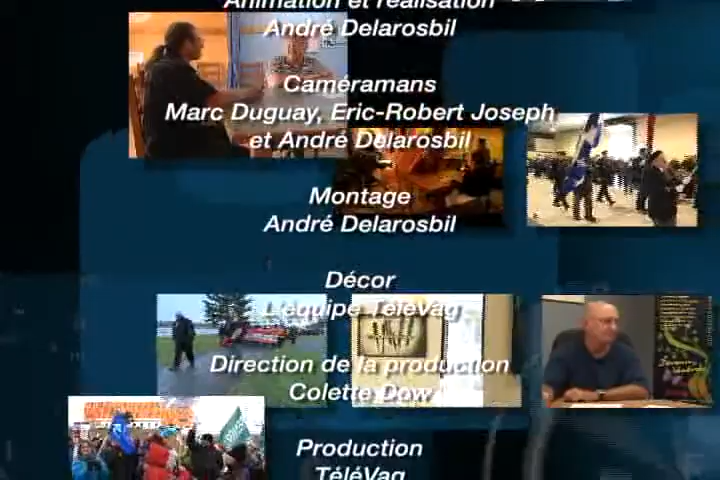 Animation et réalisation
André Delarosbil
Caméramans
Marc Duguay, Eric-Robert Joseph
et André Delarosbil
Montage
André Delarosbil
Décor
L'équipe TéléVag
Direction de la production
Colette Dow
Production
TéléVag